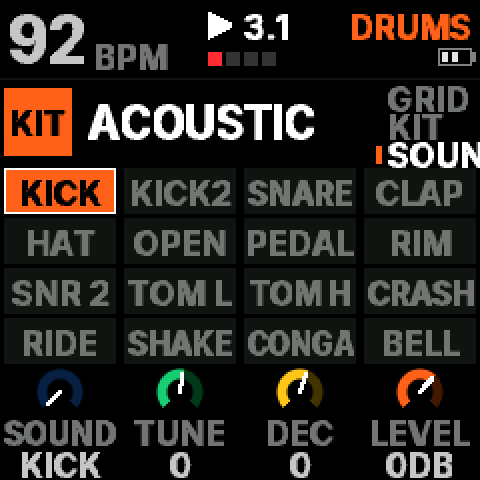 92 BPM 3.1 DRUMS
KIT ACOUSTIC
GRID
KIT
SOUN
KICK KICK2 SNARE CLAP
HAT OPEN PEDAL RIM
SNR 2 TOM L TOM H CRASH
RIDE SHAKE CONGA BELL
SOUND TUNE DEC LEVEL
KICK 0 0 0DB